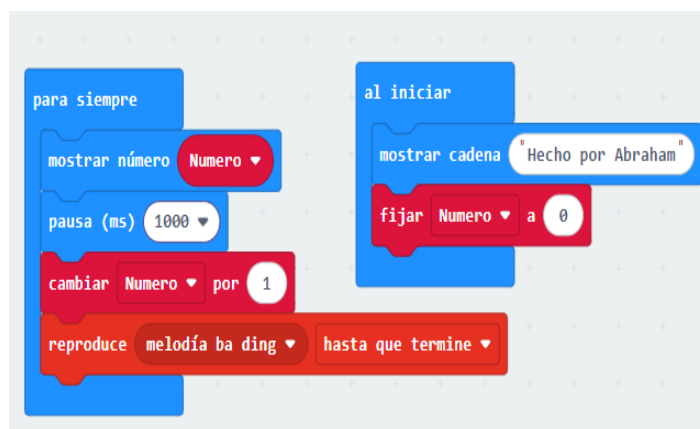 para siempre
mostrar número Numero
pausa (ms) 1000
cambiar Numero por 1
reproduce melodía ba ding hasta que termine
al iniciar
mostrar cadena "Hecho por Abraham"
fijar Numero a 0